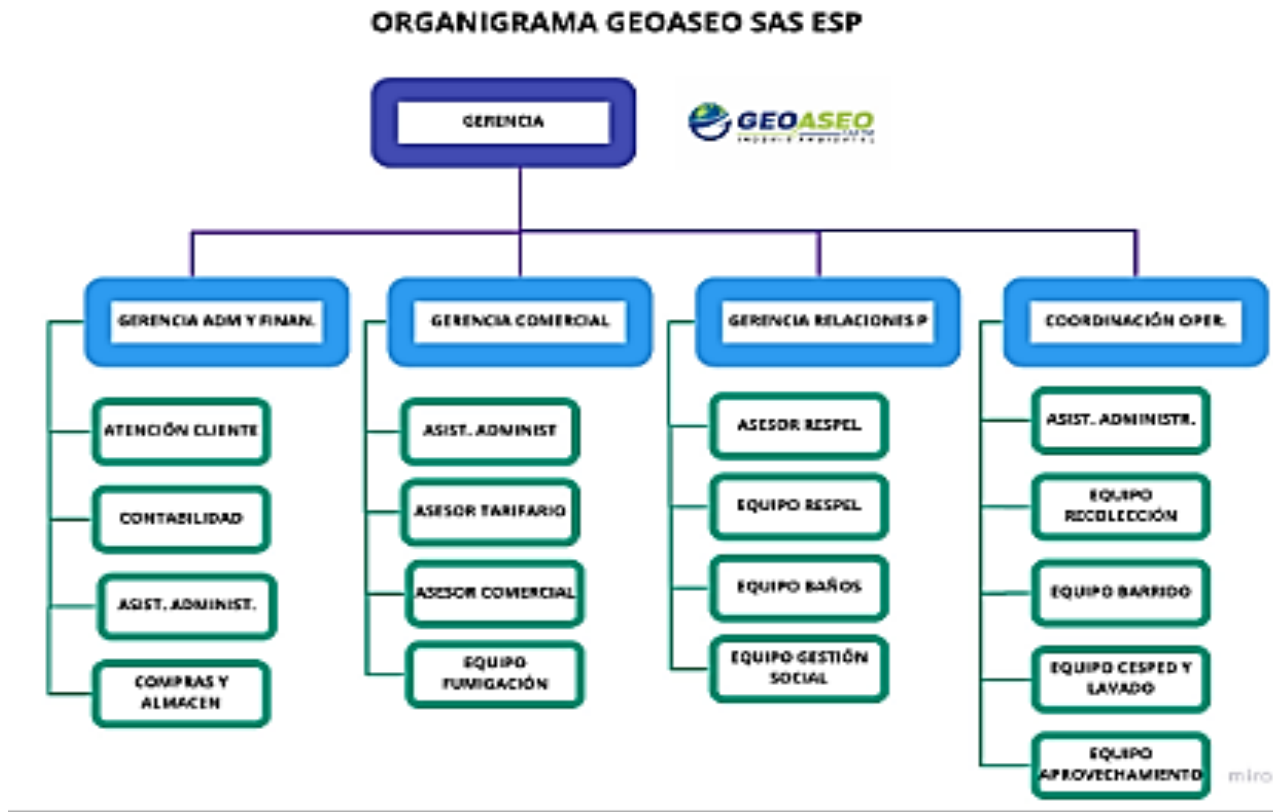 ORGANIGRAMA GEOASEO SAS ESP
GERENCIA
GEOASEO
GERENCIA ADM Y FINAN.
GERENCIA COMERCIAL
GERENCIA RELACIONES P
COORDINACIÓN OPER.
ATENCIÓN CLIENTE
CONTABILIDAD
ASIST. ADMINIST.
COMPRAS Y
ALMACEN
ASIST. ADMINIST
ASESOR TARIFARIO
ASESOR COMERCIAL
EQUIPO
FUMIGACIÓN
ASESOR RESPEL
EQUIPO RESPEL
EQUIPO BAÑOS
EQUIPO GESTIÓN
SOCIAL
ASIST. ADMINISTR.
EQUIPO
RECOLECCIÓN
EQUIPO BARRIDO
EQUIPO CESPED Y
LAVADO
EQUIPO
APROVECHAMIENTO
miro